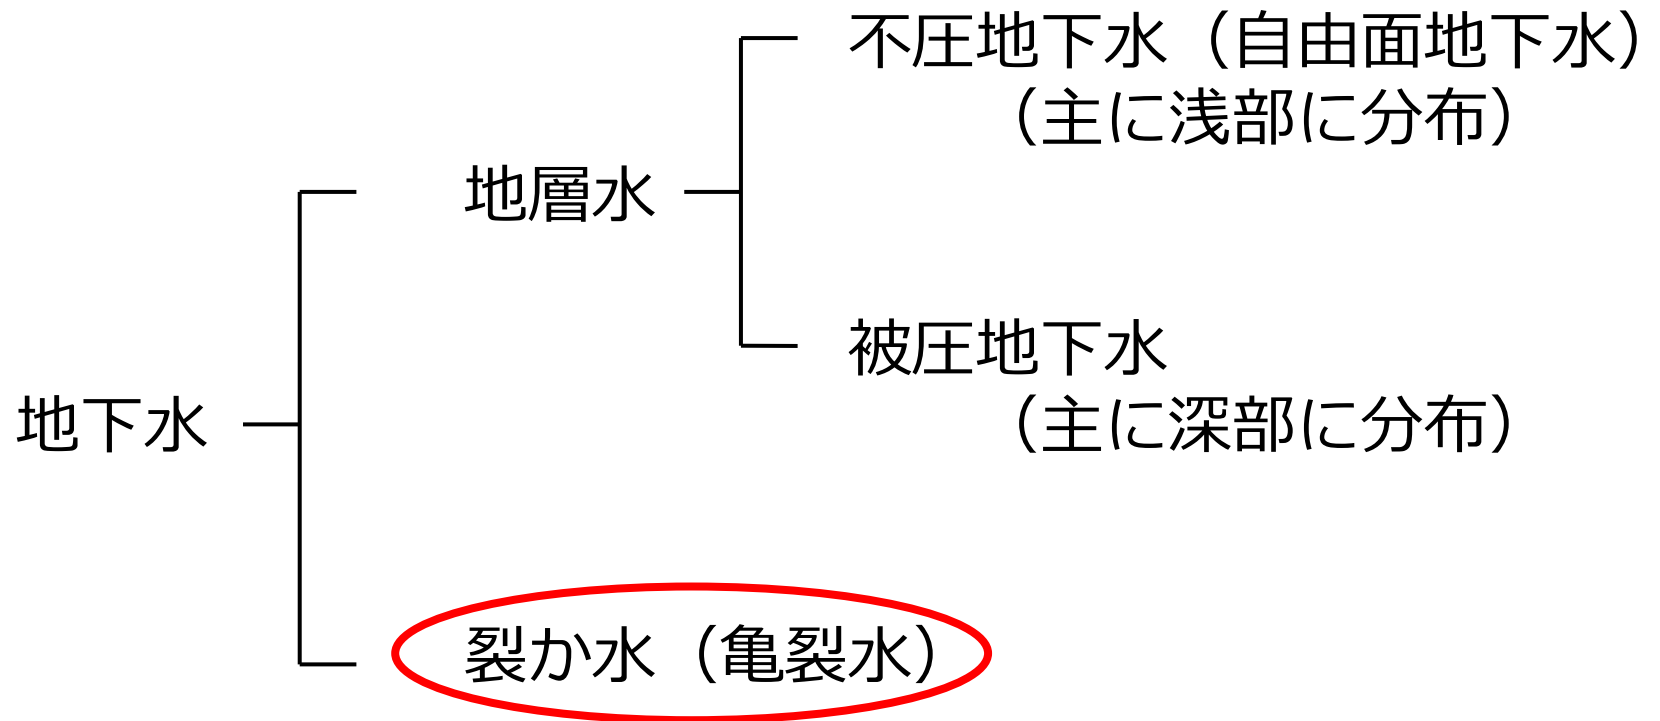 不圧地下水（自由面地下水）
（主に浅部に分布）
地層水
被圧地下水
（主に深部に分布）
地下水
裂か水（亀裂水）